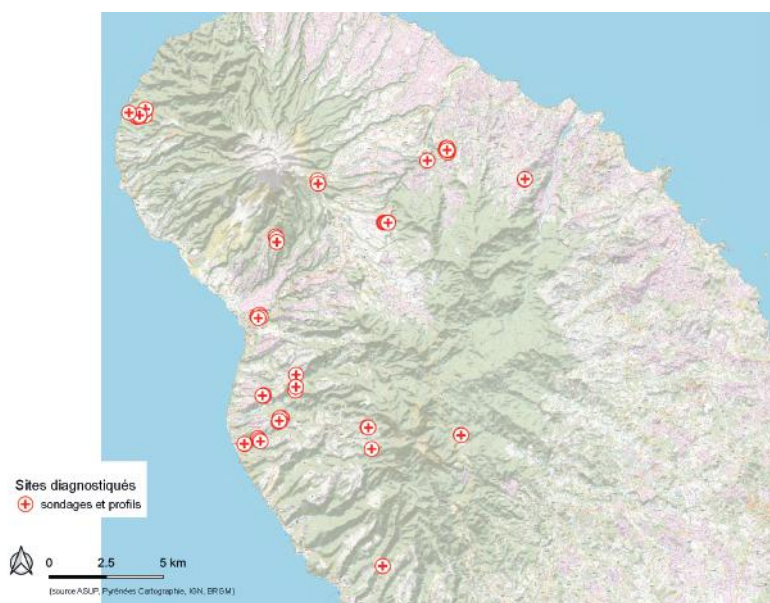 Sites diagnostiqués
sondages et profils
0 2.5 5 km
(source ASUP, Pyrénées Cartographie, IGN, BRGM)